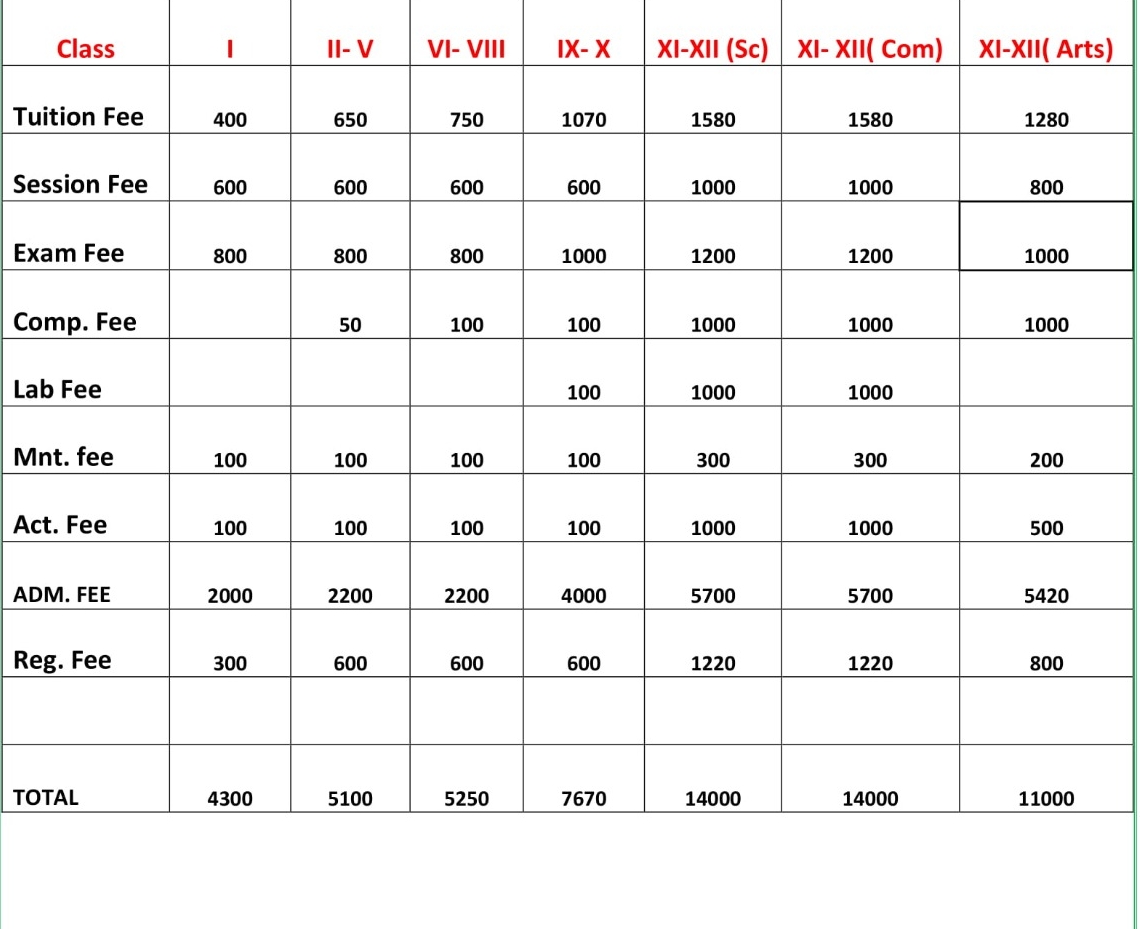 Class I II- V VI- VIII IX- X XI-XII (Sc) XI- XII( Com) XI-XII( Arts)
Tuition Fee 400 650 750 1070 1580 1580 1280
Session Fee 600 600 600 600 1000 1000 800
Exam Fee 800 800 800 1000 1200 1200 1000
Comp. Fee 50 100 100 1000 1000 1000
Lab Fee 100 1000 1000
Mnt. fee 100 100 100 100 300 300 200
Act. Fee 100 100 100 100 1000 1000 500
ADM. FEE 2000 2200 2200 4000 5700 5700 5420
Reg. Fee 300 600 600 600 1220 1220 800
TOTAL 4300 5100 5250 7670 14000 14000 11000